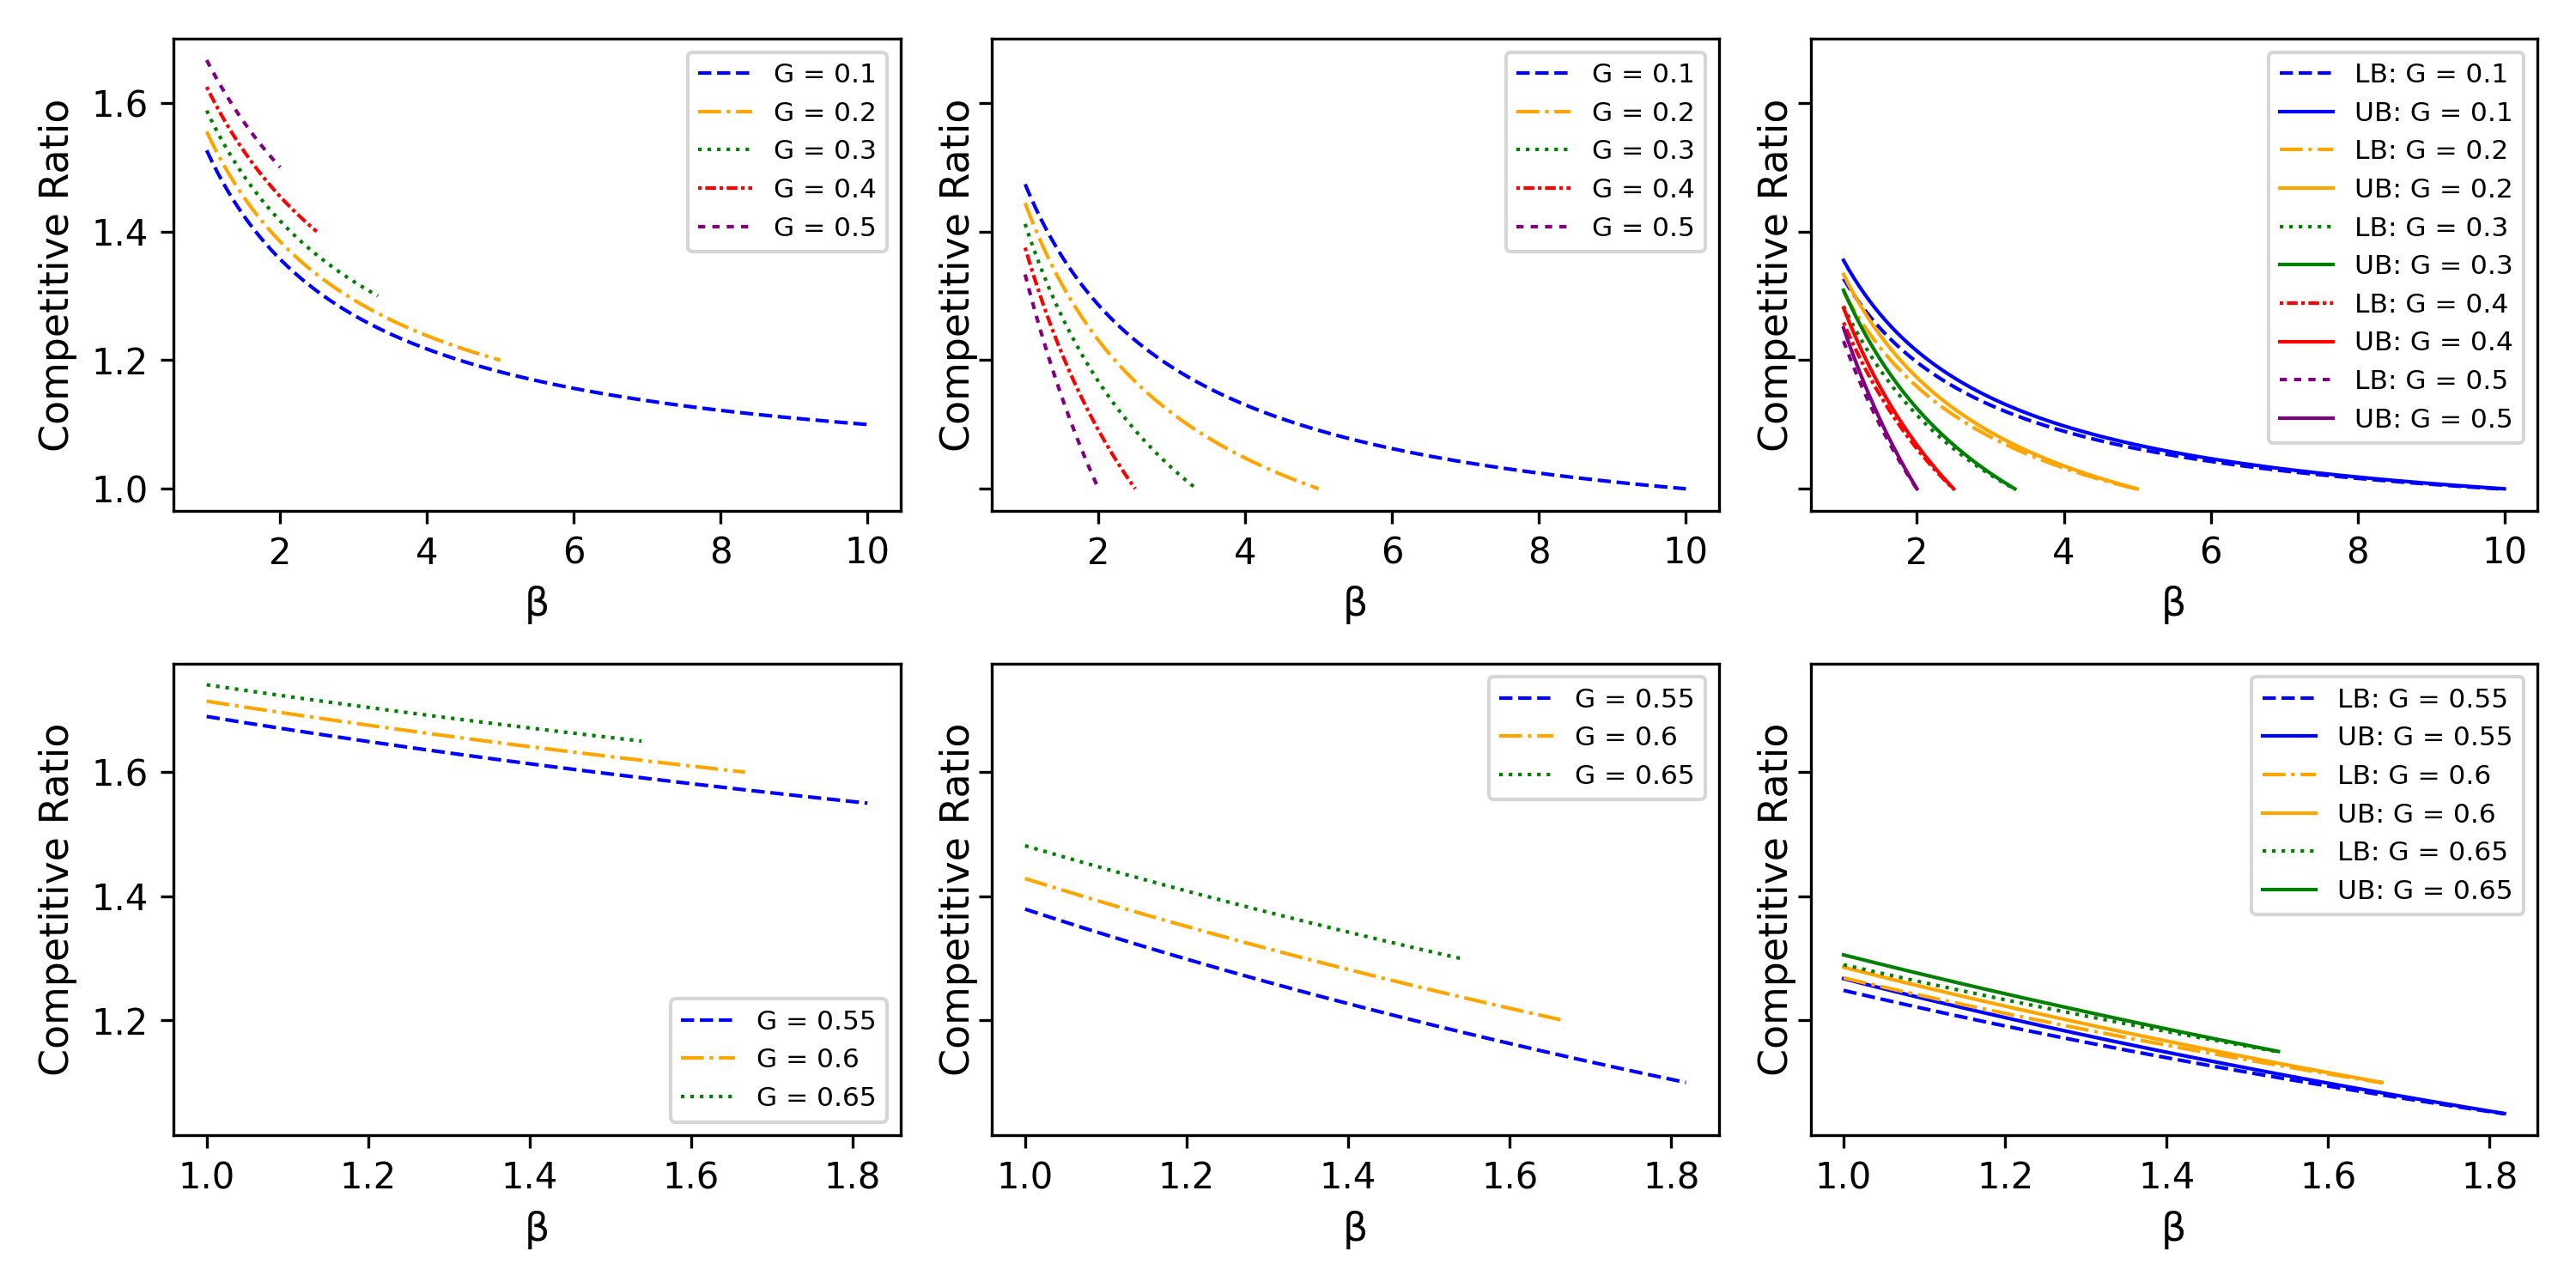 Competitive Ratio
1.6
1.4
1.2
1.0
2 4 6 8 10
β
G = 0.1
G = 0.2
G = 0.3
G = 0.4
G = 0.5
Competitive Ratio
2 4 6 8 10
β
G = 0.1
G = 0.2
G = 0.3
G = 0.4
G = 0.5
Competitive Ratio
2 4 6 8 10
β
LB: G = 0.1
UB: G = 0.1
LB: G = 0.2
UB: G = 0.2
LB: G = 0.3
UB: G = 0.3
LB: G = 0.4
UB: G = 0.4
LB: G = 0.5
UB: G = 0.5
Competitive Ratio
1.6
1.4
1.2
1.0 1.2 1.4 1.6 1.8
β
G = 0.55
G = 0.6
G = 0.65
Competitive Ratio
1.0 1.2 1.4 1.6 1.8
β
G = 0.55
G = 0.6
G = 0.65
Competitive Ratio
1.0 1.2 1.4 1.6 1.8
β
LB: G = 0.55
UB: G = 0.55
LB: G = 0.6
UB: G = 0.6
LB: G = 0.65
UB: G = 0.65